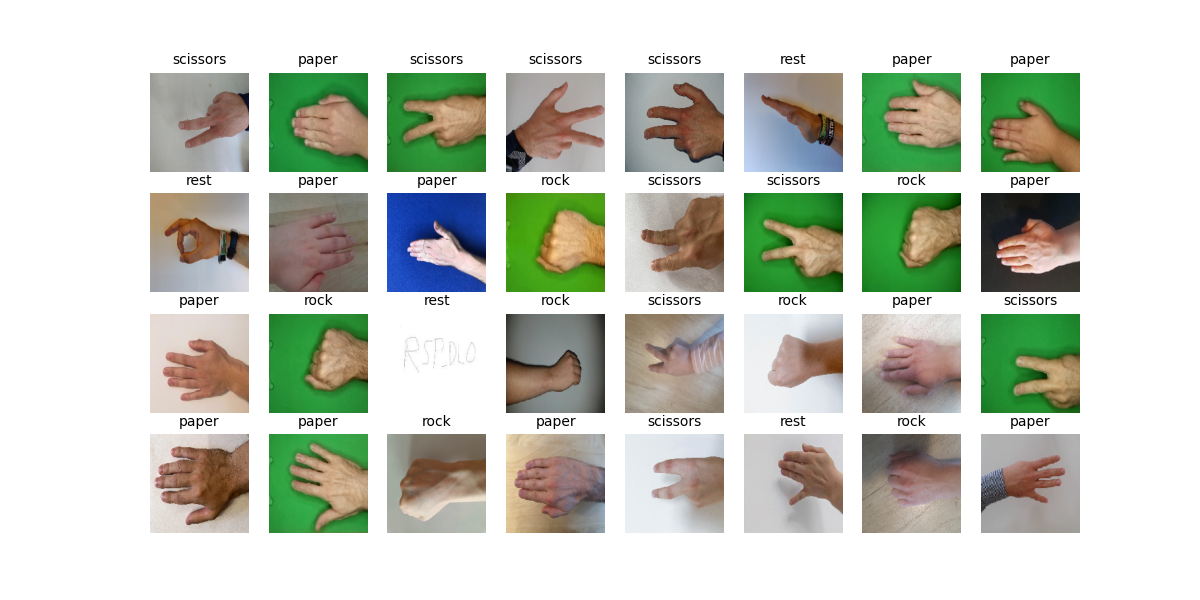 scissors paper scissors scissors scissors rest paper paper
rest paper paper rock scissors scissors rock paper
paper rock rest rock scissors rock paper scissors
RSP_DLO
paper paper rock paper scissors rest rock paper